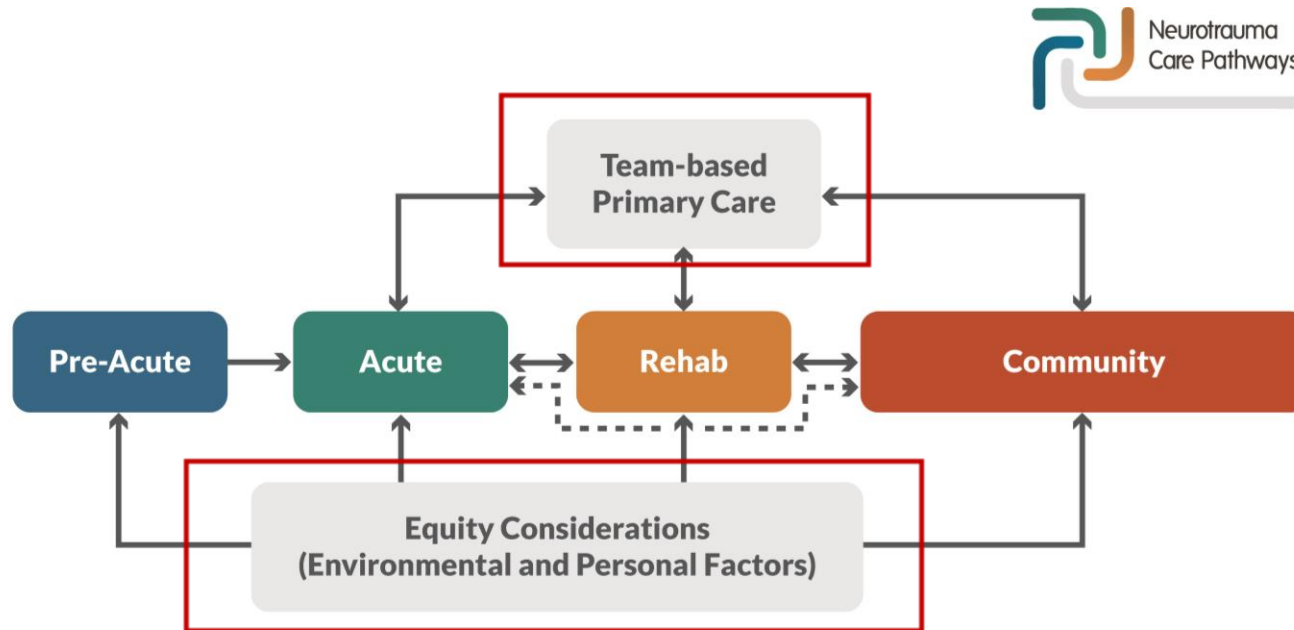 Neurotrauma
Care Pathways
Team-based
Primary Care
Pre-Acute
Acute
Rehab
Community
Equity Considerations
(Environmental and Personal Factors)